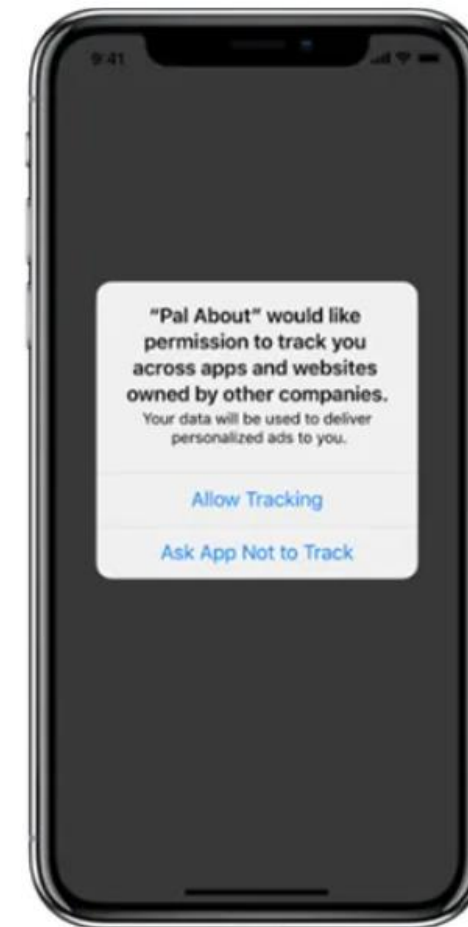 9:41
"Pal About" would like
permission to track you
across apps and websites
owned by other companies.
Your data will be used to deliver
personalized ads to you.
Allow Tracking
Ask App Not to Track